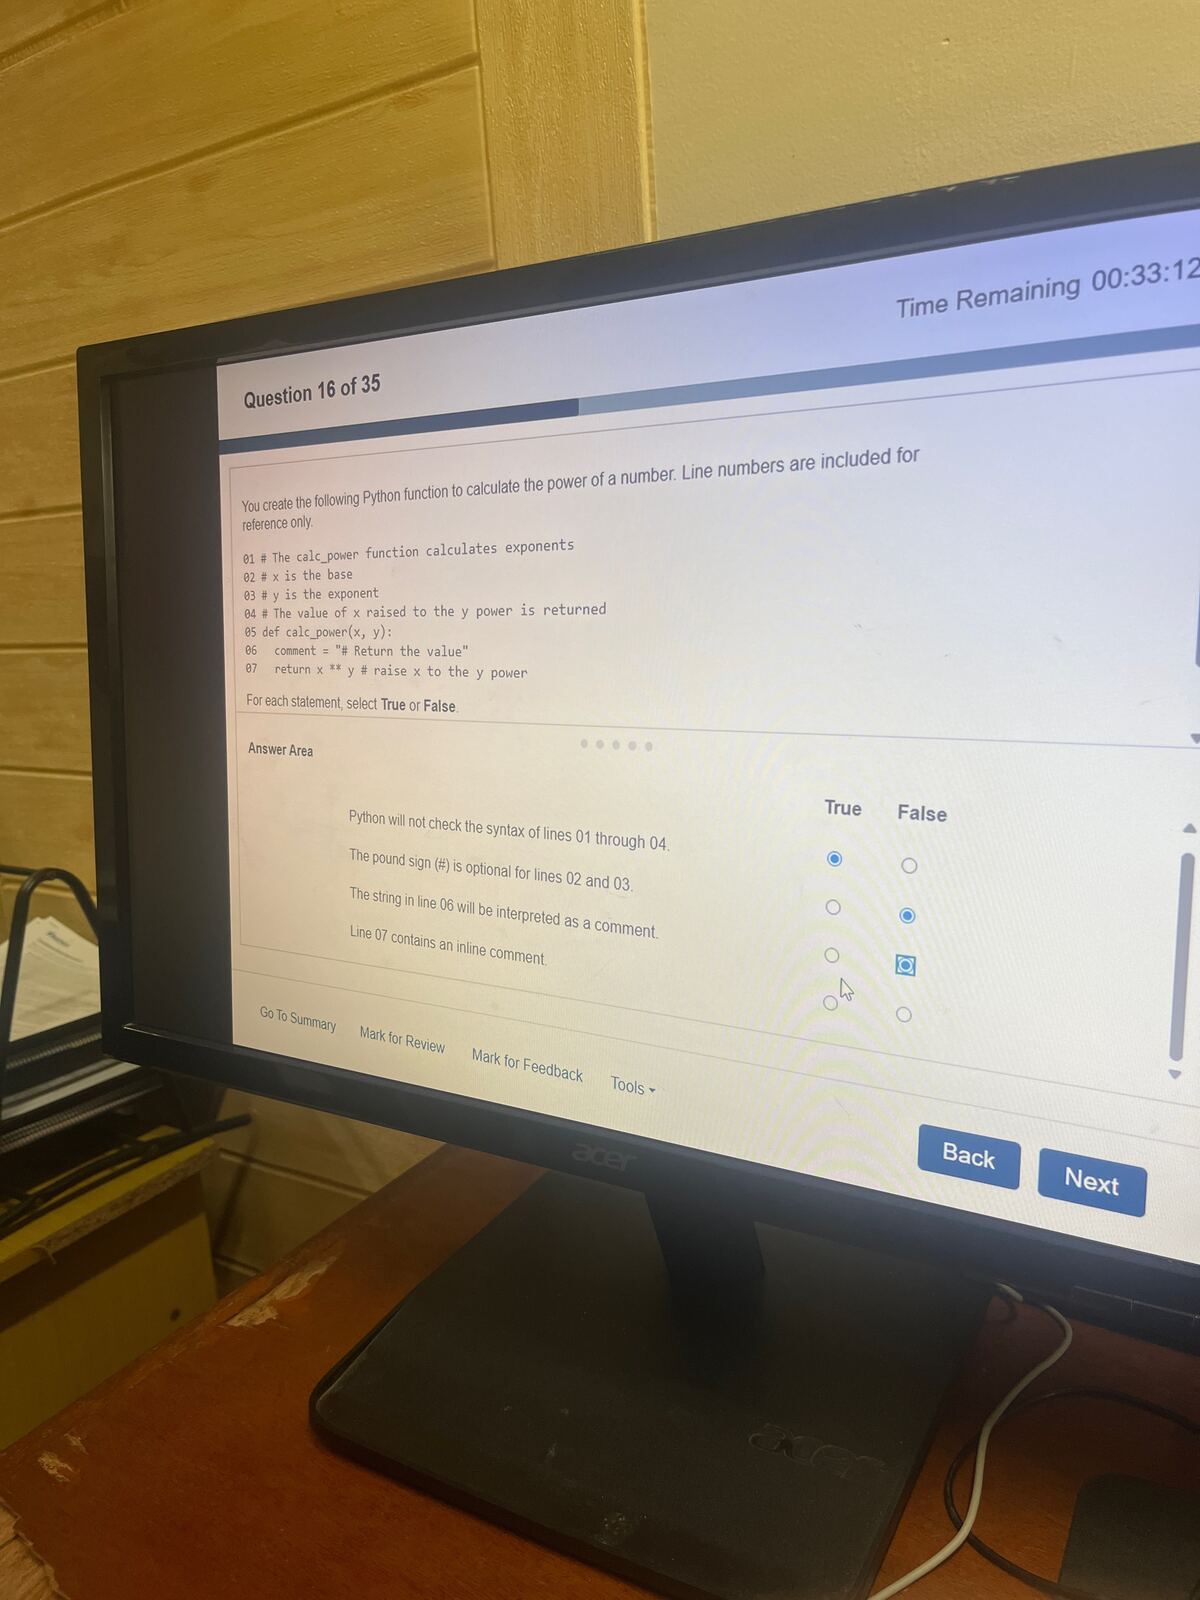 Time Remaining 00:33:12
Question 16 of 35
You create the following Python function to calculate the power of a number. Line numbers are included for
reference only.
01 # The calc_power function calculates exponents
02 # x is the base
03 # y is the exponent
04 # The value of x raised to the y power is returned
05 def calc_power(x, y):
06 comment = "# Return the value"
07 return x ** y # raise x to the y power
For each statement, select True or False.
Answer Area
True False
Python will not check the syntax of lines 01 through 04.
The pound sign (#) is optional for lines 02 and 03.
The string in line 06 will be interpreted as a comment.
Line 07 contains an inline comment.
Go To Summary Mark for Review Mark for Feedback Tools
Back Next
acer
acer